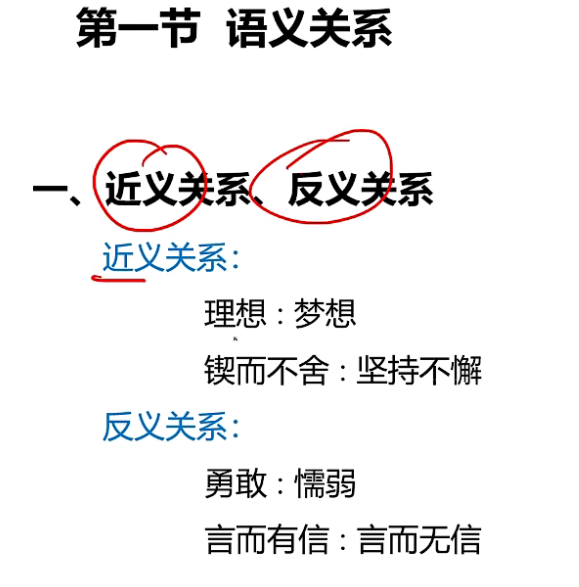 第一节 语义关系
一、近义关系、反义关系
近义关系：
理想：梦想
锲而不舍：坚持不懈
反义关系：
勇敢：懦弱
言而有信：言而无信